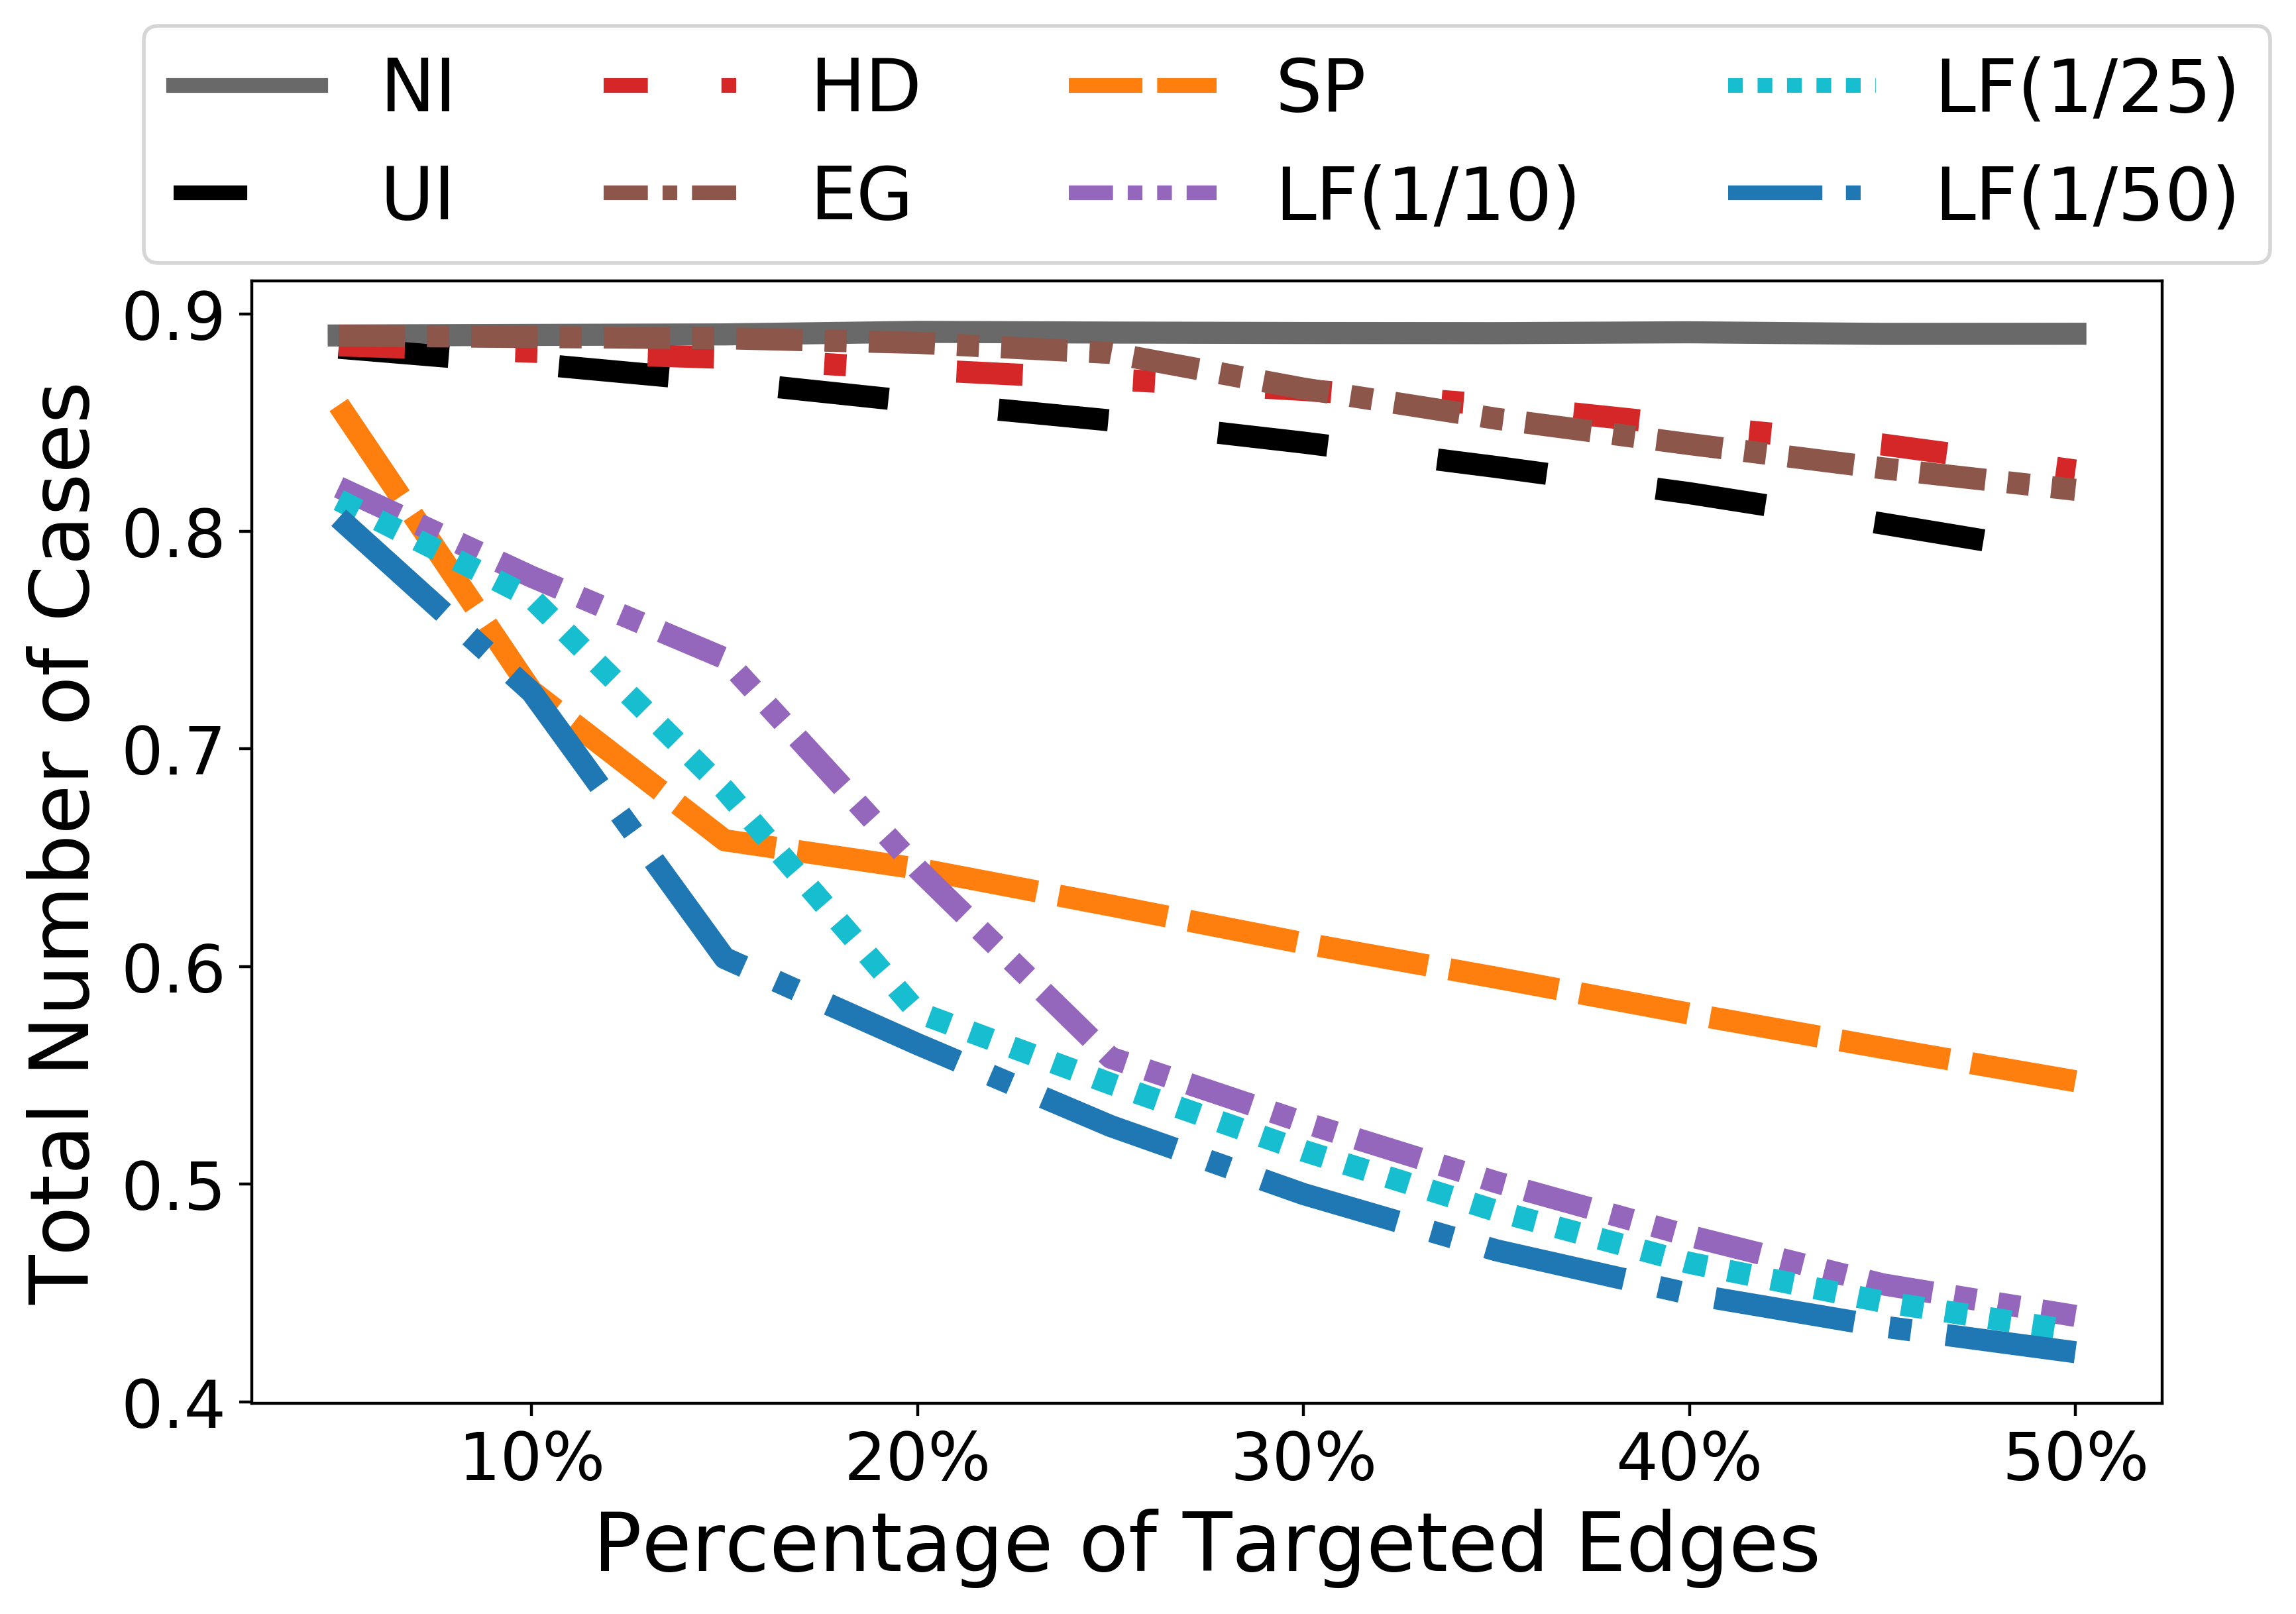 NI HD SP LF(1/25)
UI EG LF(1/10) LF(1/50)
Total Number of Cases
0.9
0.8
0.7
0.6
0.5
0.4
10% 20% 30% 40% 50%
Percentage of Targeted Edges